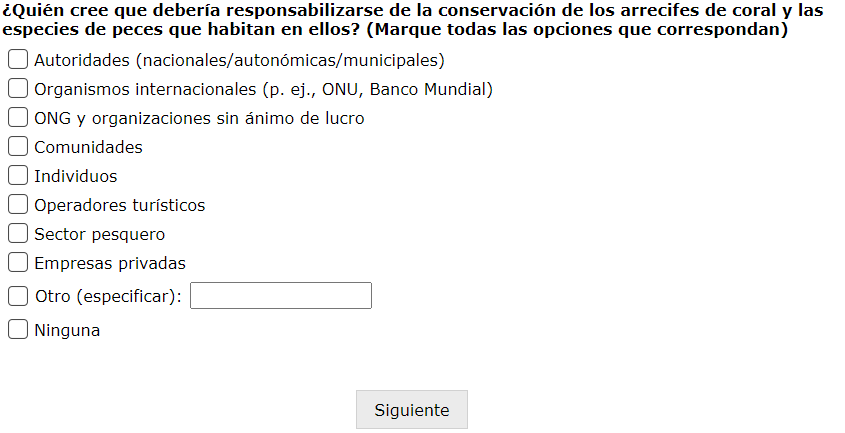 ¿Quién cree que debería responsabilizarse de la conservación de los arrecifes de coral y las
especies de peces que habitan en ellos? (Marque todas las opciones que correspondan)
Autoridades (nacionales/autonómicas/municipales)
Organismos internacionales (p. ej., ONU, Banco Mundial)
ONG y organizaciones sin ánimo de lucro
Comunidades
Individuos
Operadores turísticos
Sector pesquero
Empresas privadas
Otro (especificar):
Ninguna
Siguiente